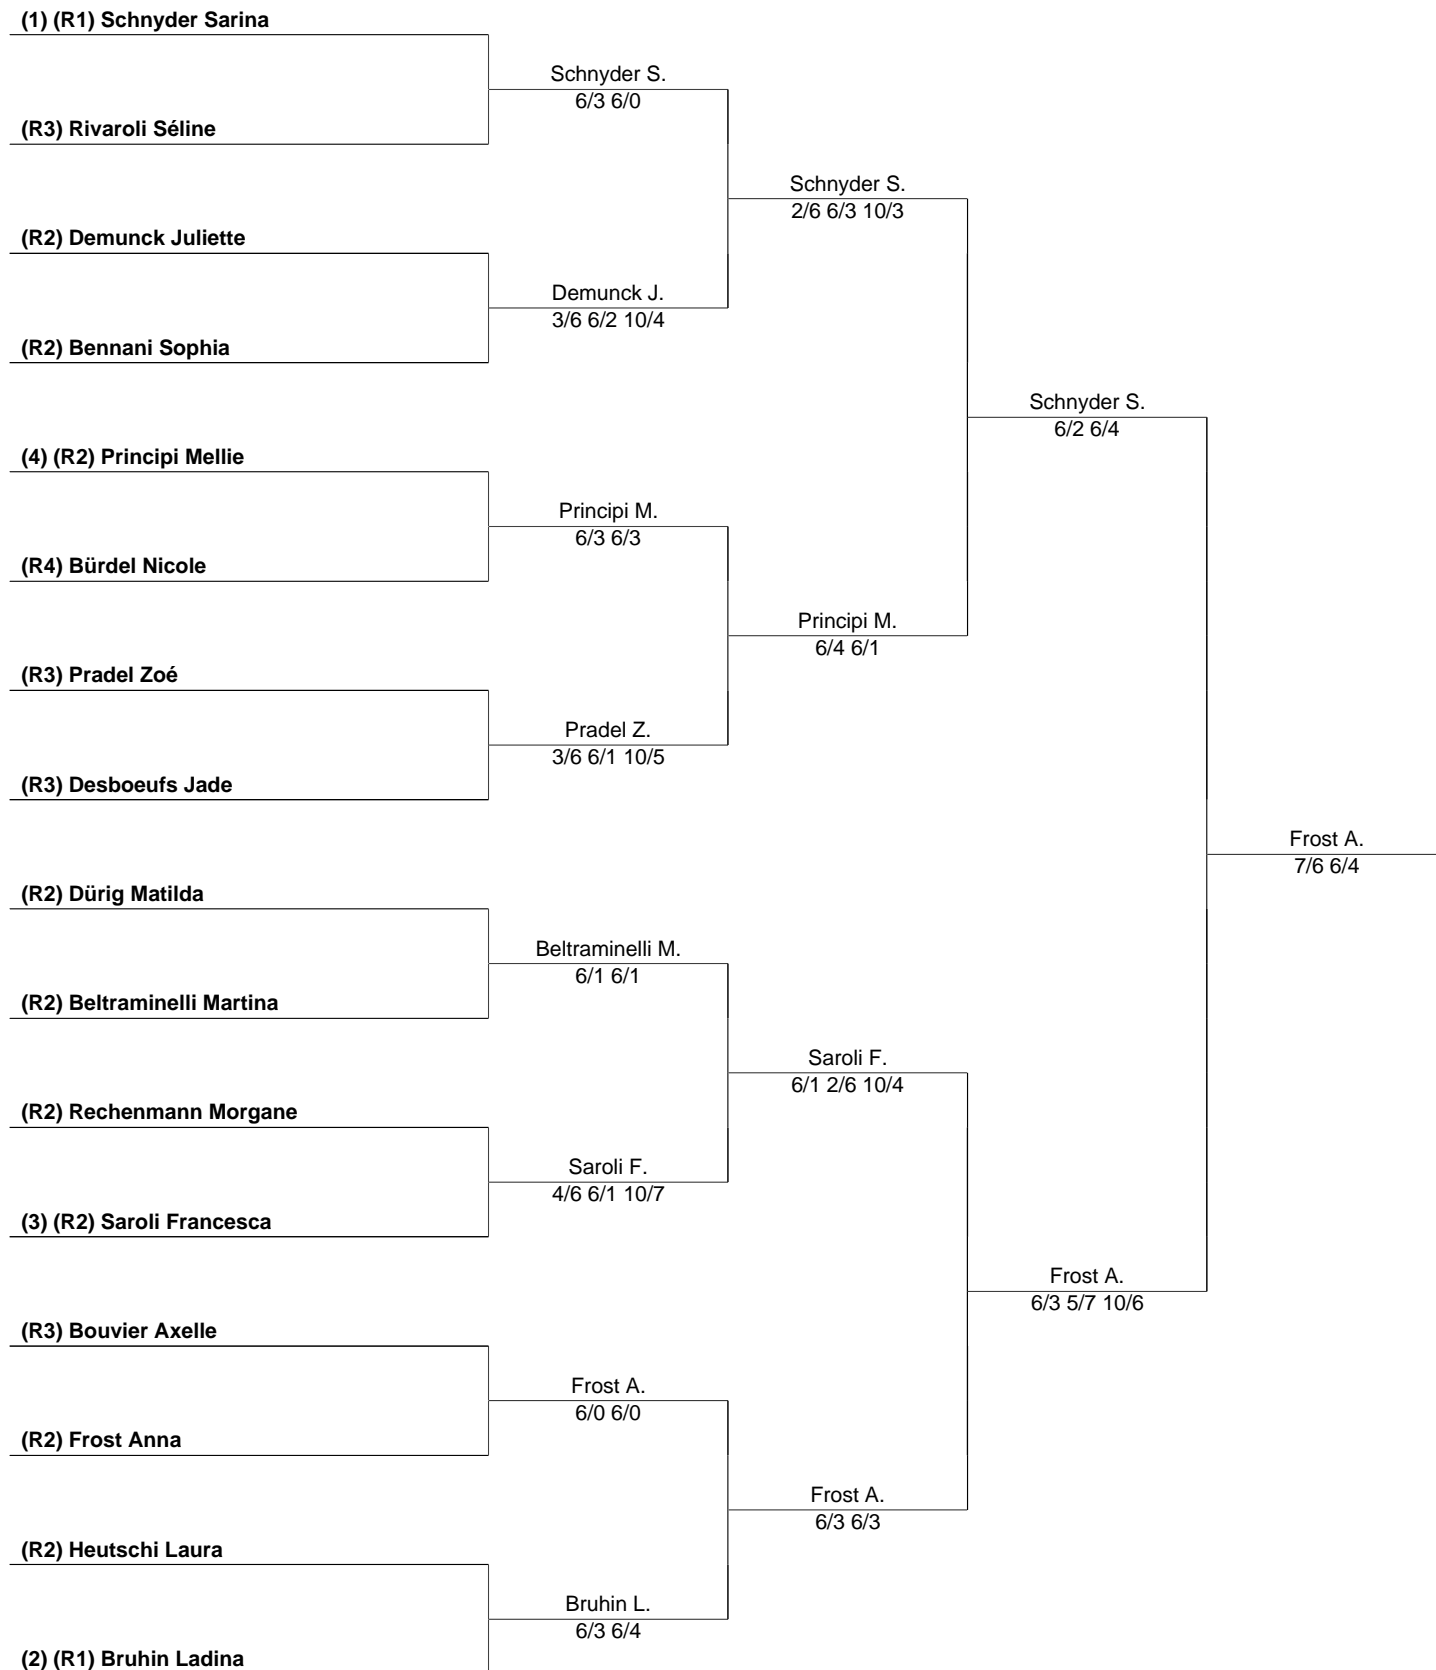 (1) (R1) Schnyder Sarina
Schnyder S.
6/3 6/0
(R3) Rivaroli Séline
Schnyder S.
2/6 6/3 10/3
(R2) Demunck Juliette
Demunck J.
3/6 6/2 10/4
(R2) Bennani Sophia
Schnyder S.
6/2 6/4
(4) (R2) Principi Mellie
Principi M.
6/3 6/3
(R4) Bürdel Nicole
Principi M.
6/4 6/1
(R3) Pradel Zoé
Pradel Z.
3/6 6/1 10/5
(R3) Desboeufs Jade
Frost A.
7/6 6/4
(R2) Dürig Matilda
Beltraminelli M.
6/1 6/1
(R2) Beltraminelli Martina
Saroli F.
6/1 2/6 10/4
(R2) Rechenmann Morgane
Saroli F.
4/6 6/1 10/7
(3) (R2) Saroli Francesca
Frost A.
6/3 5/7 10/6
(R3) Bouvier Axelle
Frost A.
6/0 6/0
(R2) Frost Anna
Frost A.
6/3 6/3
(R2) Heutschi Laura
Bruhin L.
6/3 6/4
(2) (R1) Bruhin Ladina